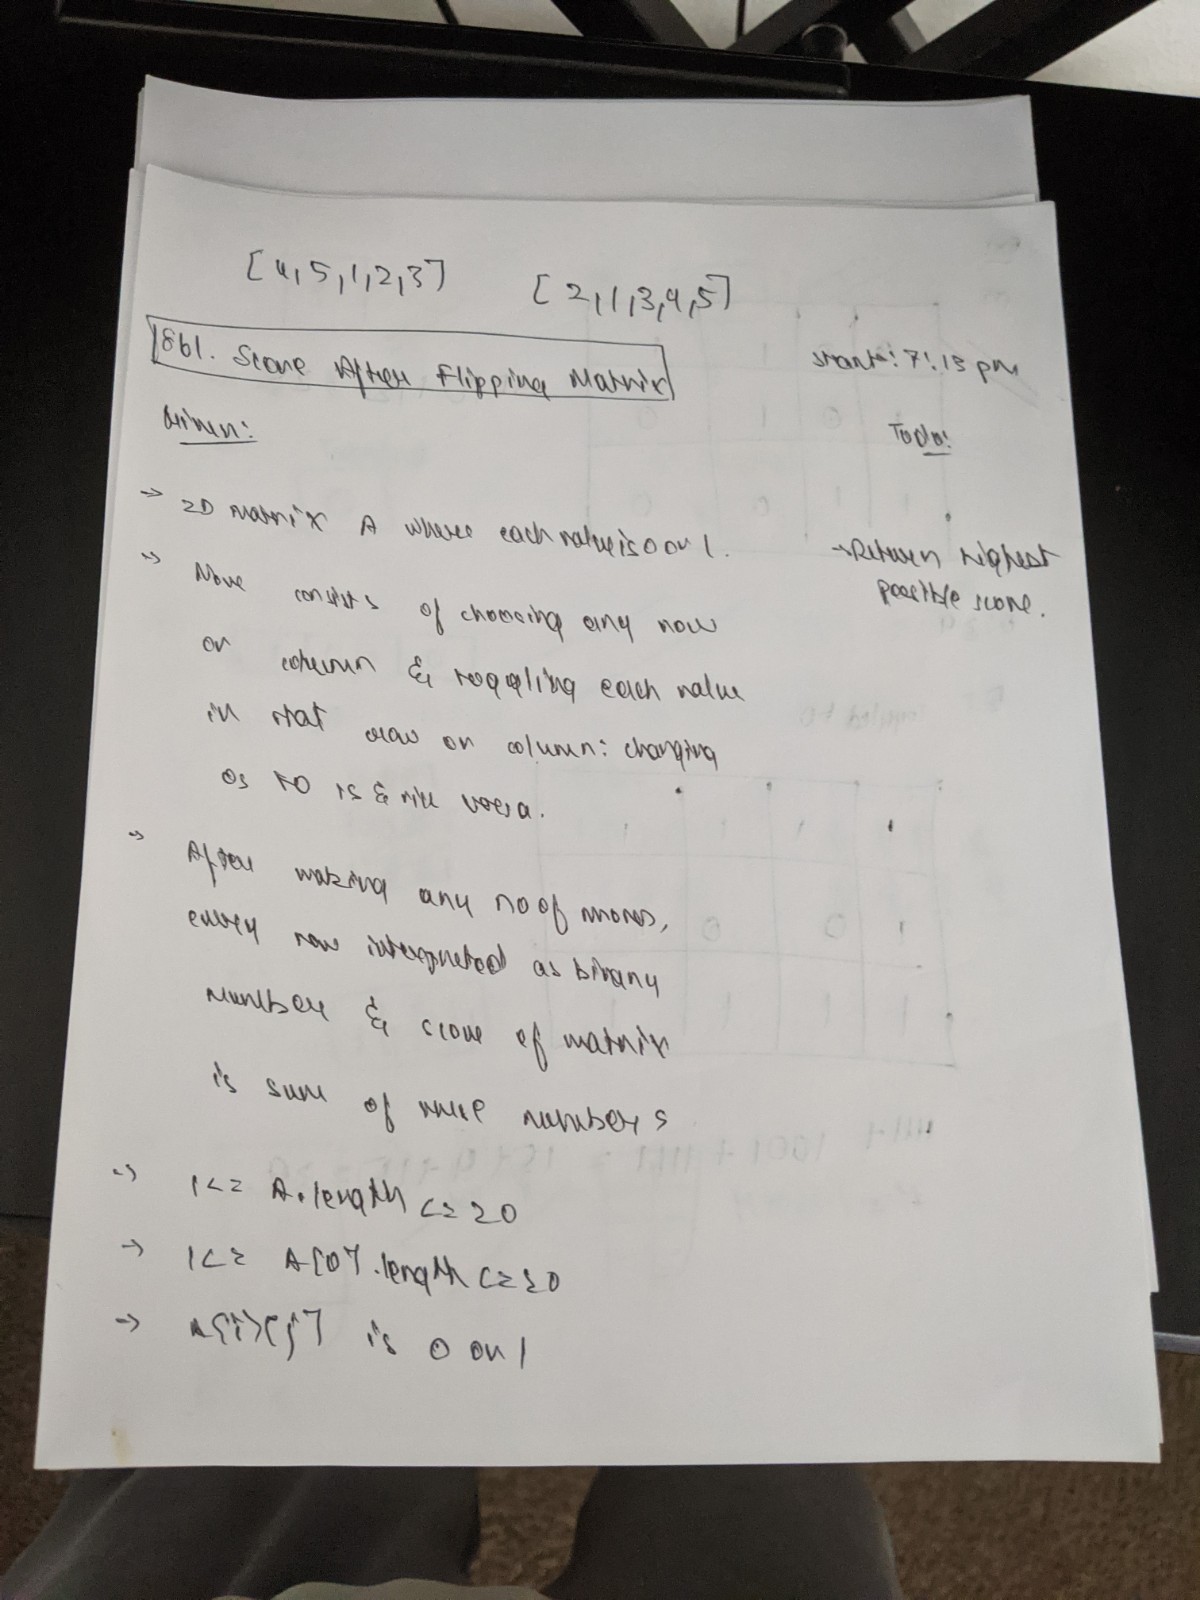 [4,5,1,2,3]
[2,1,3,4,5]
861. Score After Flipping Matrix
start: 7:13 pm
Given:
Todo:
→ 2D matrix A where each value is 0 or 1.
→ Return highest
possible score.
→ Move consists of choosing any row
or column & toggling each value
in that row or column: changing
0s to 1s & vice versa.
→ After making any no of moves,
every row interpreted as binary
number & score of matrix
is sum of these numbers
→ 1<= A.length <= 20
→ 1<= A[0].length <= 20
→ A[i][j] is 0 or 1